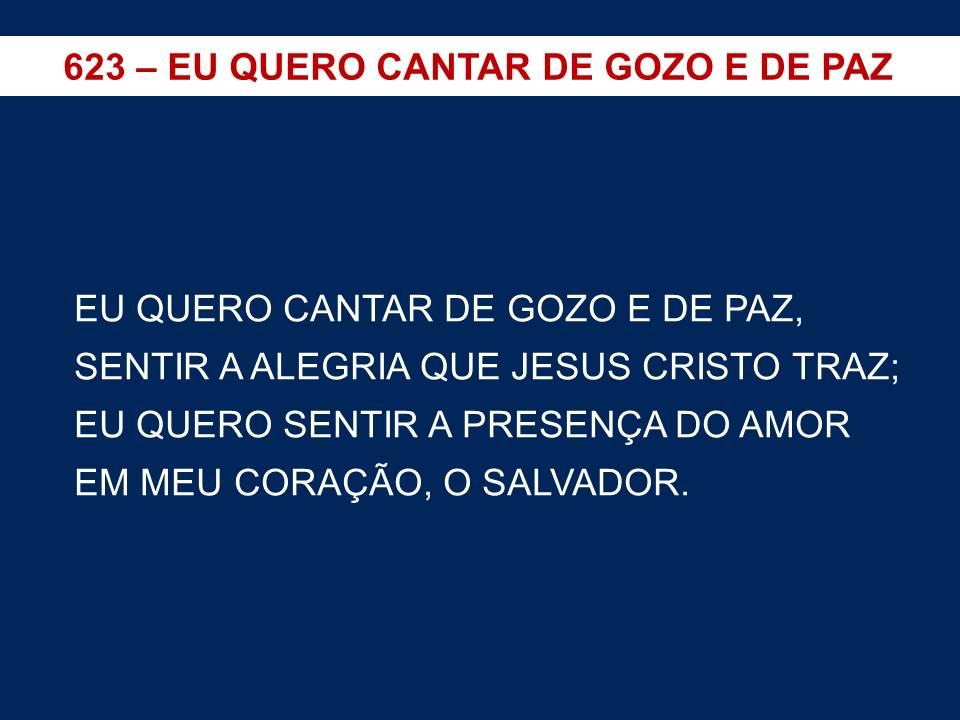 623 – EU QUERO CANTAR DE GOZO E DE PAZ
EU QUERO CANTAR DE GOZO E DE PAZ,
SENTIR A ALEGRIA QUE JESUS CRISTO TRAZ;
EU QUERO SENTIR A PRESENÇA DO AMOR
EM MEU CORAÇÃO, O SALVADOR.